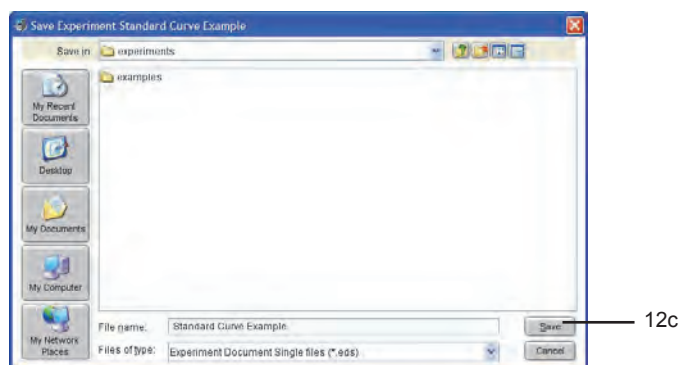 Save Experiment Standard Curve Example
Save in experiments
examples
My Recent
Documents
Desktop
My Documents
My Computer
My Network
Places
File name: Standard Curve Example
Save
12c
Files of type: Experiment Document Single files (*.eds)
Cancel